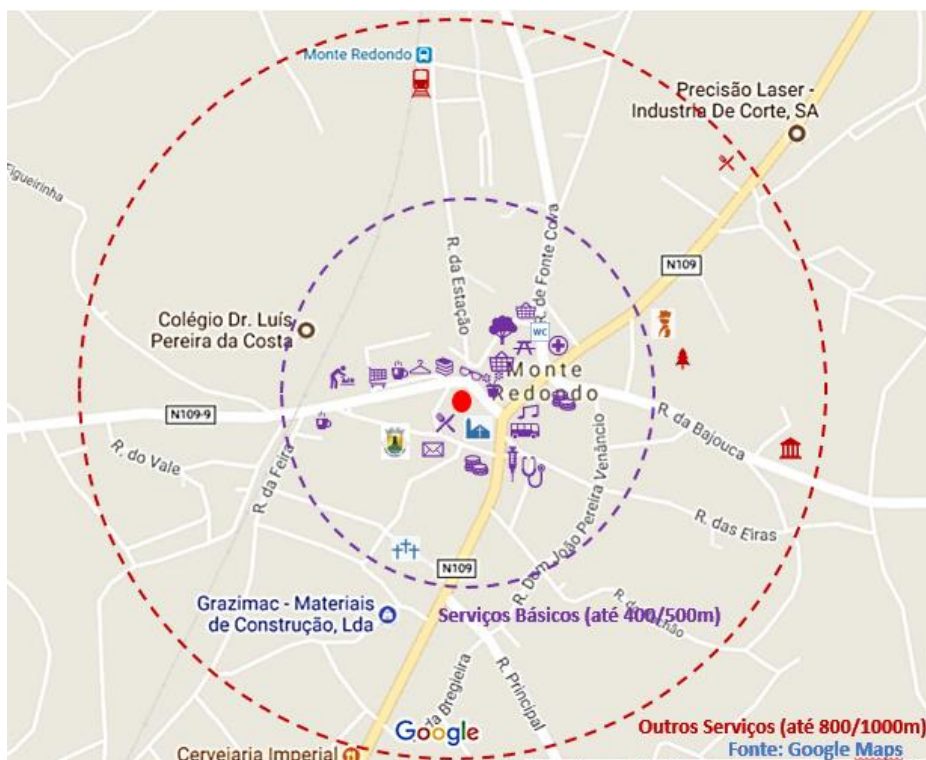 Monte Redondo
Precisão Laser -
Industria De Corte, SA
Figueirinha
R. da Estação
R. de Fonte Cova
N109
Colégio Dr. Luís
Pereira da Costa
WC
Monte
Redondo
N109-9
R. da Bajouca
R. do Vale
R. da Feira
R. Dom João Pereira Venâncio
R. das Eiras
N109
Grazimac - Materiais
de Construção, Lda
Serviços Básicos (até 400/500m)
R. Principal
da Bregieira
Google
Outros Serviços (até 800/1000m)
Fonte: Google Maps
Cervejaria Imperial